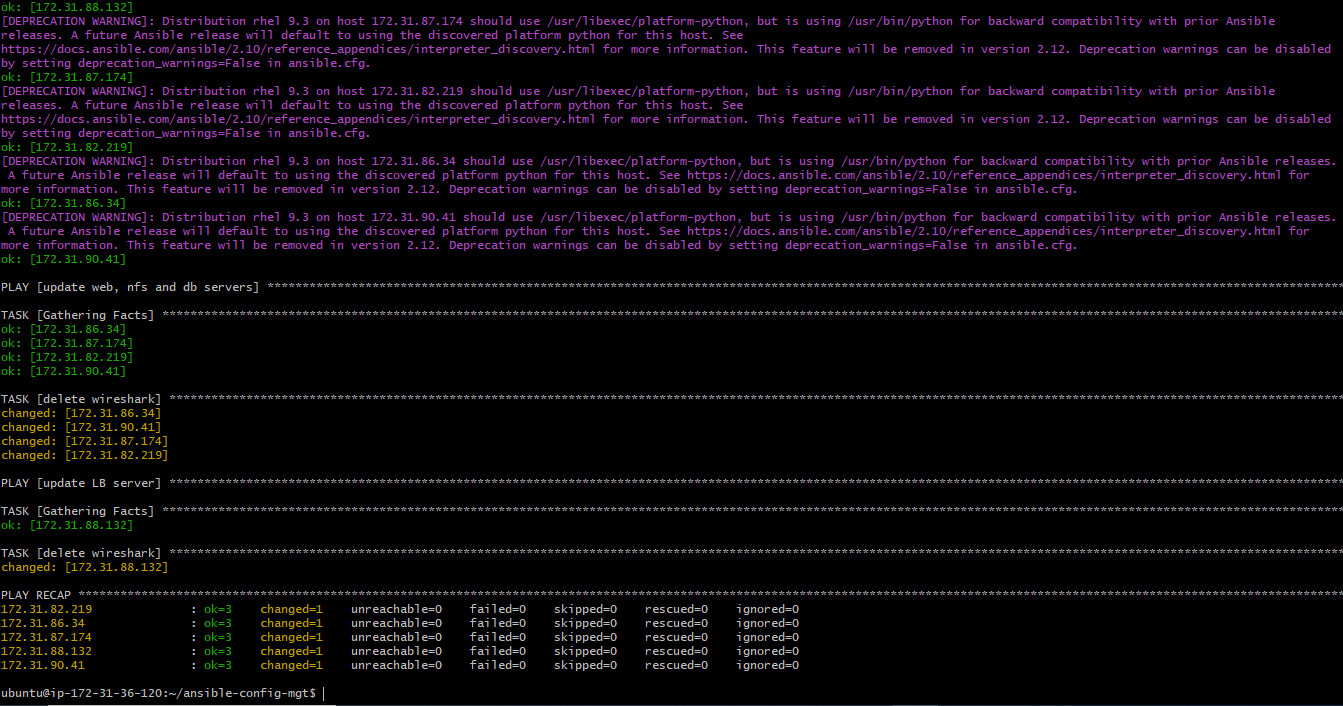 ok: [172.31.88.132]
[DEPRECATION WARNING]: Distribution rhel 9.3 on host 172.31.87.174 should use /usr/libexec/platform-python, but is using /usr/bin/python for backward compatibility with prior Ansible
releases. A future Ansible release will default to using the discovered platform python for this host. See
https://docs.ansible.com/ansible/2.10/reference_appendices/interpreter_discovery.html for more information. This feature will be removed in version 2.12. Deprecation warnings can be disabled
by setting deprecation_warnings=False in ansible.cfg.
ok: [172.31.87.174]
[DEPRECATION WARNING]: Distribution rhel 9.3 on host 172.31.82.219 should use /usr/libexec/platform-python, but is using /usr/bin/python for backward compatibility with prior Ansible
releases. A future Ansible release will default to using the discovered platform python for this host. See
https://docs.ansible.com/ansible/2.10/reference_appendices/interpreter_discovery.html for more information. This feature will be removed in version 2.12. Deprecation warnings can be disabled
by setting deprecation_warnings=False in ansible.cfg.
ok: [172.31.82.219]
[DEPRECATION WARNING]: Distribution rhel 9.3 on host 172.31.86.34 should use /usr/libexec/platform-python, but is using /usr/bin/python for backward compatibility with prior Ansible releases.
 A future Ansible release will default to using the discovered platform python for this host. See https://docs.ansible.com/ansible/2.10/reference_appendices/interpreter_discovery.html for
more information. This feature will be removed in version 2.12. Deprecation warnings can be disabled by setting deprecation_warnings=False in ansible.cfg.
ok: [172.31.86.34]
[DEPRECATION WARNING]: Distribution rhel 9.3 on host 172.31.90.41 should use /usr/libexec/platform-python, but is using /usr/bin/python for backward compatibility with prior Ansible releases.
 A future Ansible release will default to using the discovered platform python for this host. See https://docs.ansible.com/ansible/2.10/reference_appendices/interpreter_discovery.html for
more information. This feature will be removed in version 2.12. Deprecation warnings can be disabled by setting deprecation_warnings=False in ansible.cfg.
ok: [172.31.90.41]
PLAY [update web, nfs and db servers] **********************************************************************************************************************************************************
TASK [Gathering Facts] *************************************************************************************************************************************************************************
ok: [172.31.86.34]
ok: [172.31.87.174]
ok: [172.31.82.219]
ok: [172.31.90.41]
TASK [delete wireshark] ************************************************************************************************************************************************************************
changed: [172.31.86.34]
changed: [172.31.90.41]
changed: [172.31.87.174]
changed: [172.31.82.219]
PLAY [update LB server] ************************************************************************************************************************************************************************
TASK [Gathering Facts] *************************************************************************************************************************************************************************
ok: [172.31.88.132]
TASK [delete wireshark] ************************************************************************************************************************************************************************
changed: [172.31.88.132]
PLAY RECAP *************************************************************************************************************************************************************************************
172.31.82.219 : ok=3 changed=1 unreachable=0 failed=0 skipped=0 rescued=0 ignored=0
172.31.86.34 : ok=3 changed=1 unreachable=0 failed=0 skipped=0 rescued=0 ignored=0
172.31.87.174 : ok=3 changed=1 unreachable=0 failed=0 skipped=0 rescued=0 ignored=0
172.31.88.132 : ok=3 changed=1 unreachable=0 failed=0 skipped=0 rescued=0 ignored=0
172.31.90.41 : ok=3 changed=1 unreachable=0 failed=0 skipped=0 rescued=0 ignored=0
ubuntu@ip-172-31-36-120:~/ansible-config-mgt$